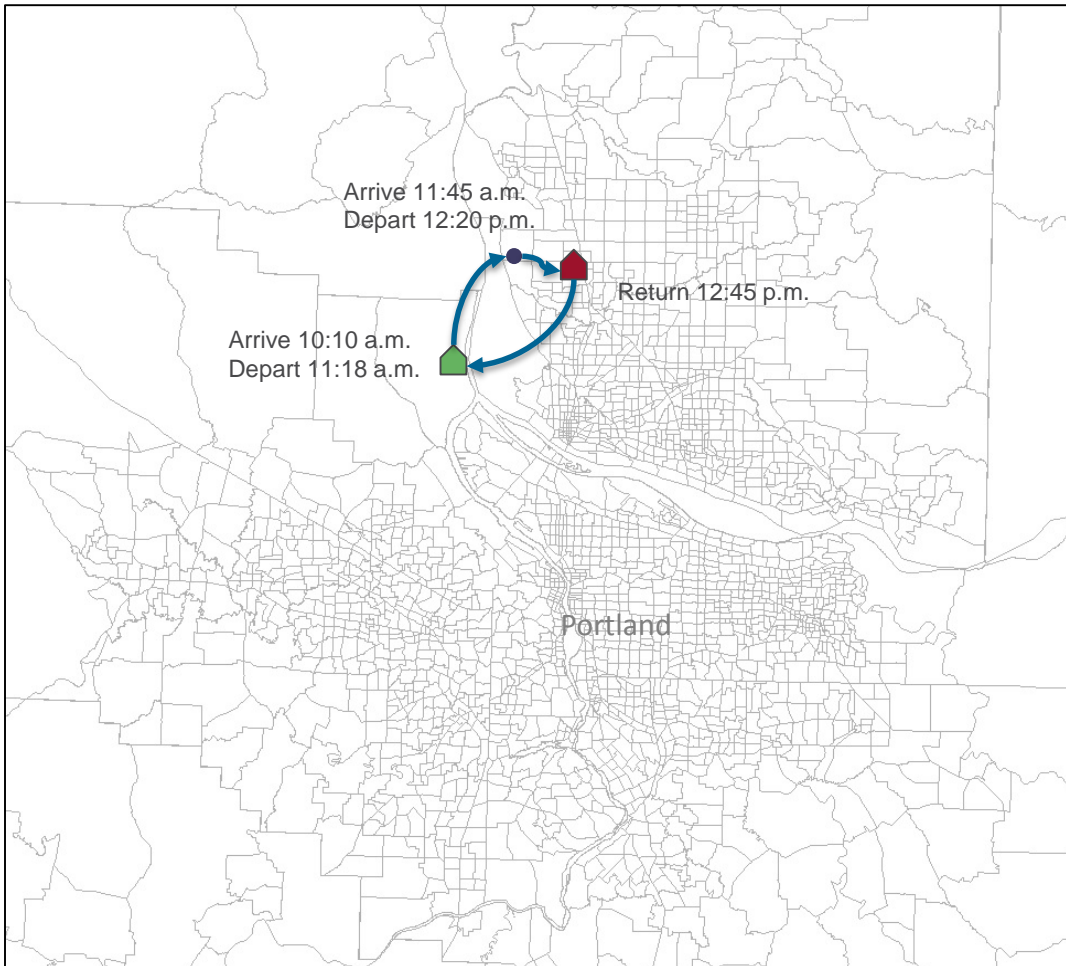 Arrive 11:45 a.m.
Depart 12:20 p.m.
Return 12:45 p.m.
Arrive 10:10 a.m.
Depart 11:18 a.m.
Portland